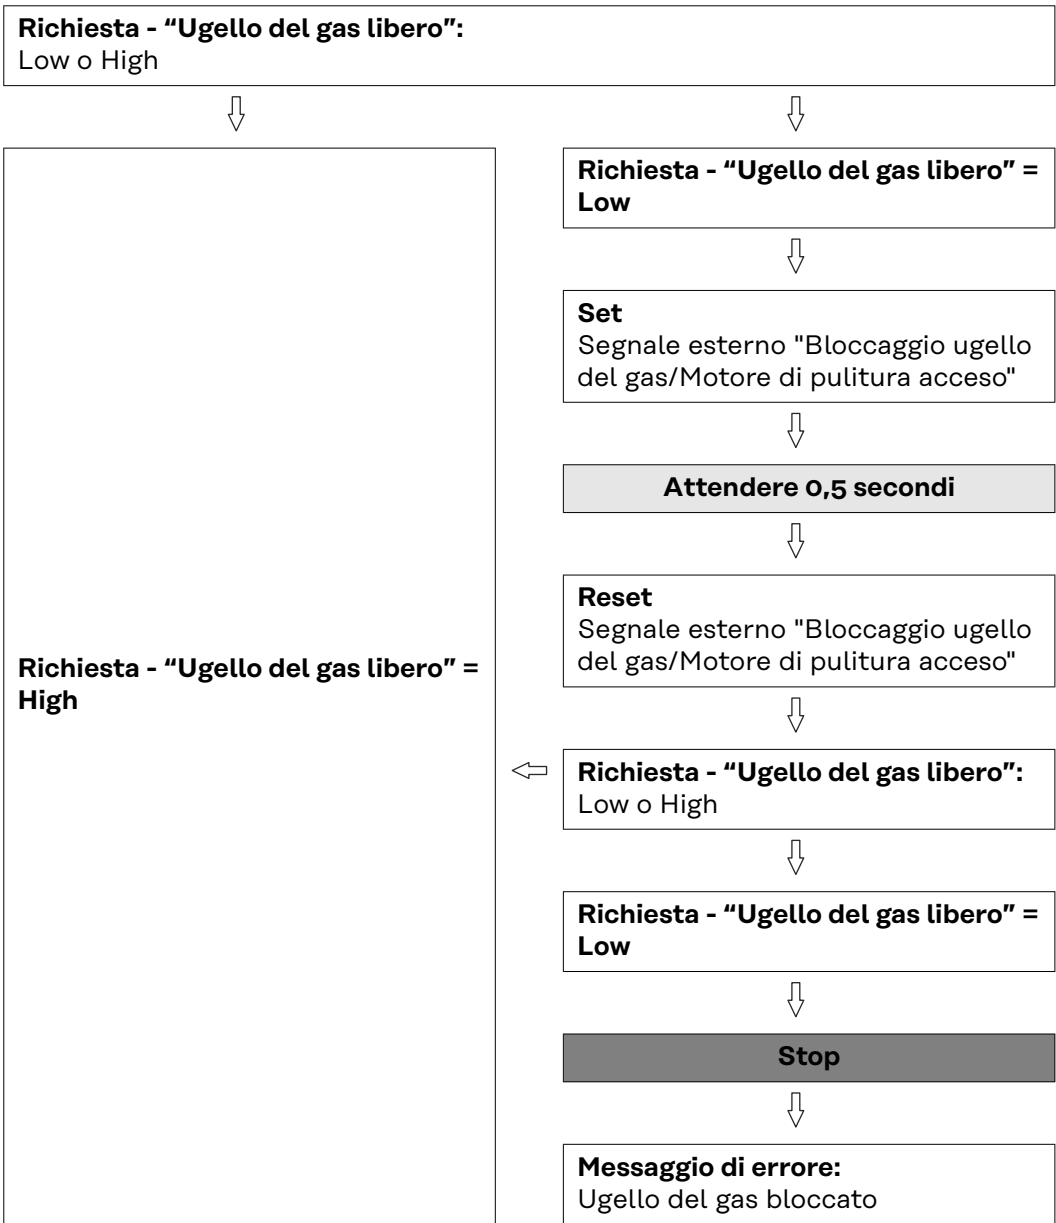 Richiesta - “Ugello del gas libero”:
Low o High
Richiesta - “Ugello del gas libero” =
High
Richiesta - “Ugello del gas libero” =
Low
Set
Segnale esterno "Bloccaggio ugello
del gas/Motore di pulitura acceso"
Attendere 0,5 secondi
Reset
Segnale esterno "Bloccaggio ugello
del gas/Motore di pulitura acceso"
Richiesta - “Ugello del gas libero”:
Low o High
Richiesta - “Ugello del gas libero” =
Low
Stop
Messaggio di errore:
Ugello del gas bloccato